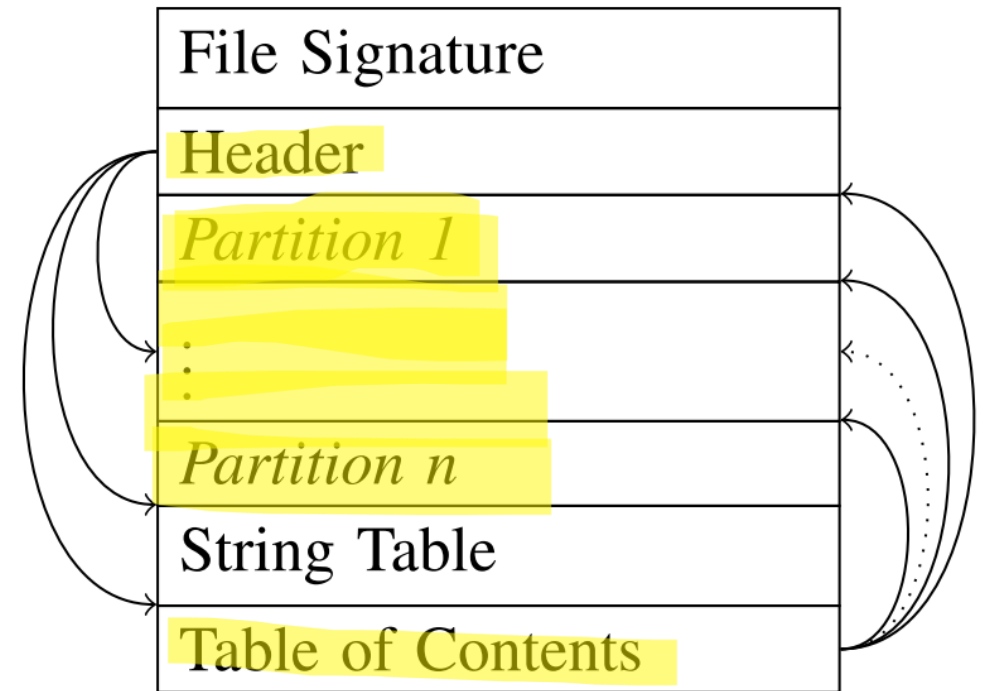 File Signature
Header
Partition 1
⋮
Partition n
String Table
Table of Contents